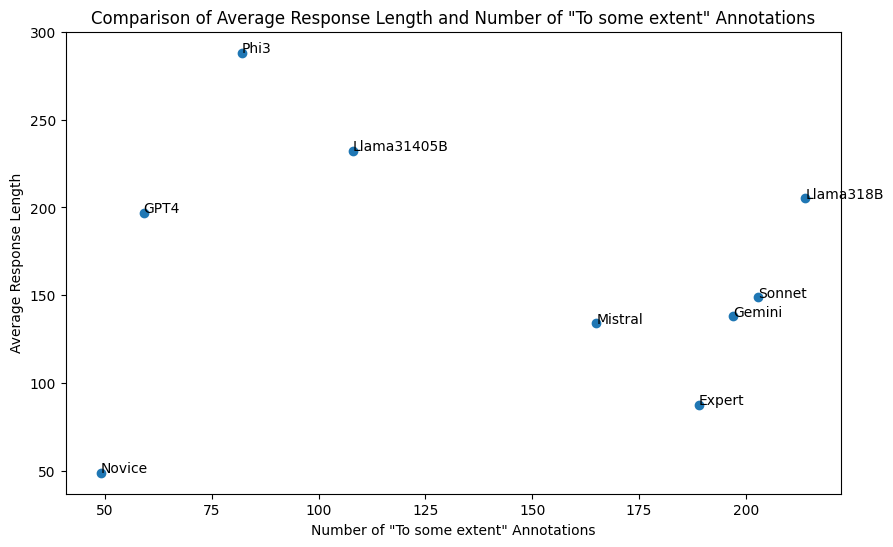 Comparison of Average Response Length and Number of "To some extent" Annotations
300
250
200
150
100
50
Average Response Length
Phi3
Llama31405B
GPT4
Llama318B
Sonnet
Gemini
Mistral
Expert
Novice
50
75
100
125
150
175
200
Number of "To some extent" Annotations